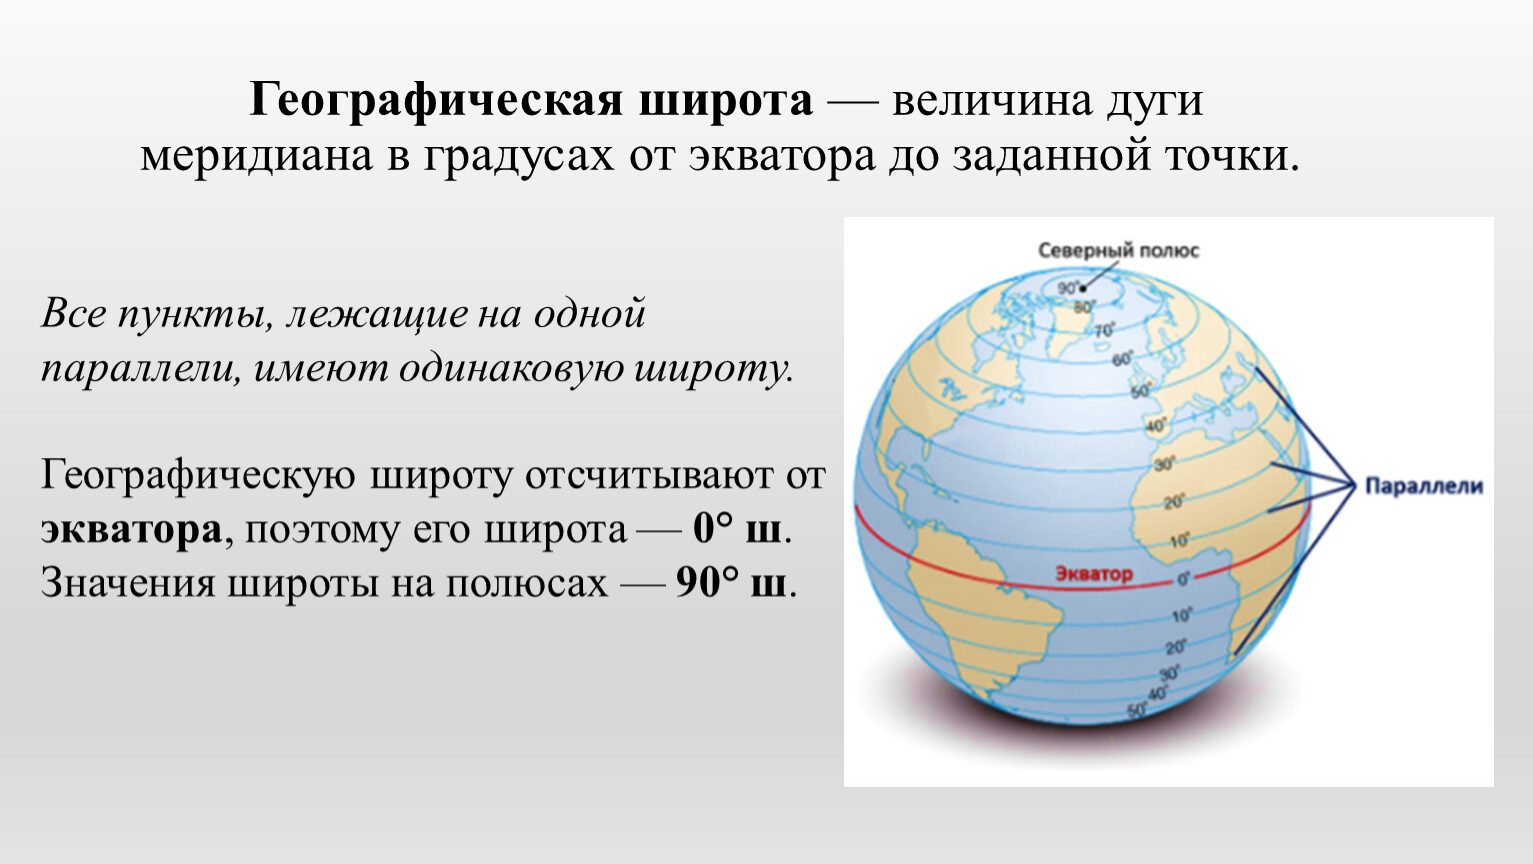 Географическая широта — величина дуги
меридиана в градусах от экватора до заданной точки.
Все пункты, лежащие на одной
параллели, имеют одинаковую широту.
Географическую широту отсчитывают от
экватора, поэтому его широта — 0° ш.
Значения широты на полюсах — 90° ш.
Северный полюс
90°
80°
70°
60°
50°
40°
30°
20°
10°
Параллели
Экватор
0°
10°
20°
30°
40°
50°